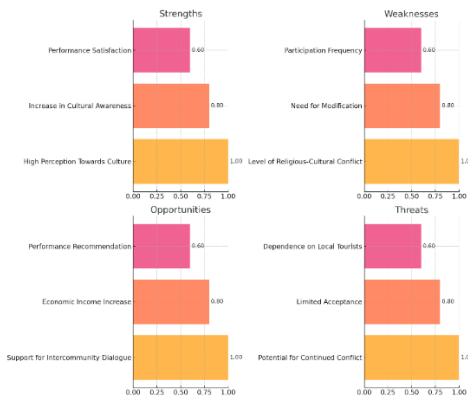 Strengths
Performance Satisfaction
0.60
Increase in Cultural Awareness
0.80
High Perception Towards Culture
1.00
0.00 0.25 0.50 0.75 1.00
Weaknesses
Participation Frequency
0.60
Need for Modification
0.80
Level of Religious-Cultural Conflict
1.0
0.00 0.25 0.50 0.75 1.00
Opportunities
Performance Recommendation
0.60
Economic Income Increase
0.80
Support for Intercommunity Dialogue
1.00
0.00 0.25 0.50 0.75 1.00
Threats
Dependence on Local Tourists
0.60
Limited Acceptance
0.80
Potential for Continued Conflict
1.0
0.00 0.25 0.50 0.75 1.00